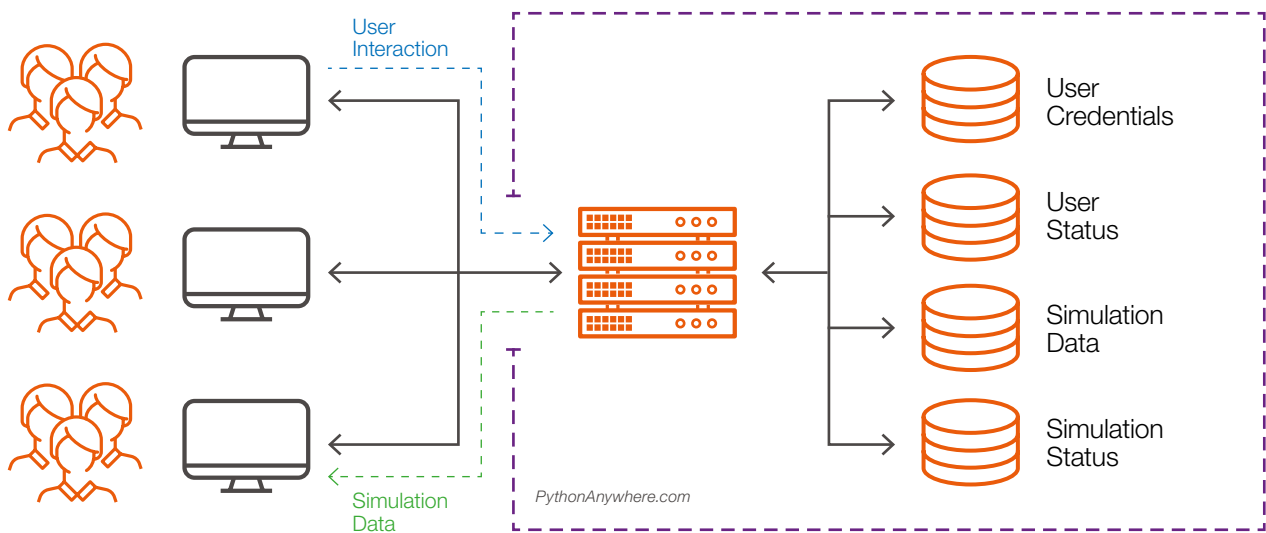 User
Interaction
User
Credentials
User
Status
Simulation
Data
Simulation
Status
PythonAnywhere.com
Simulation
Data